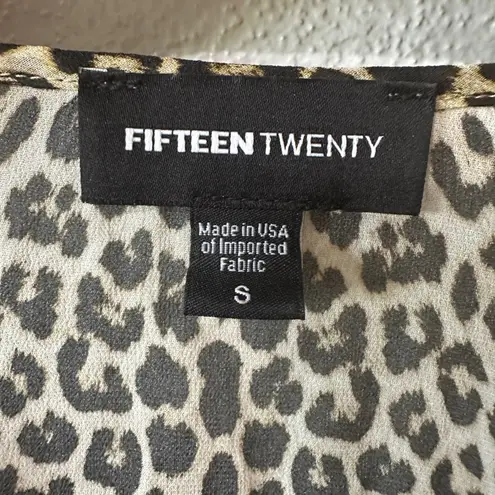 FIFTEEN TWENTY
Made in USA
of Imported
Fabric
S